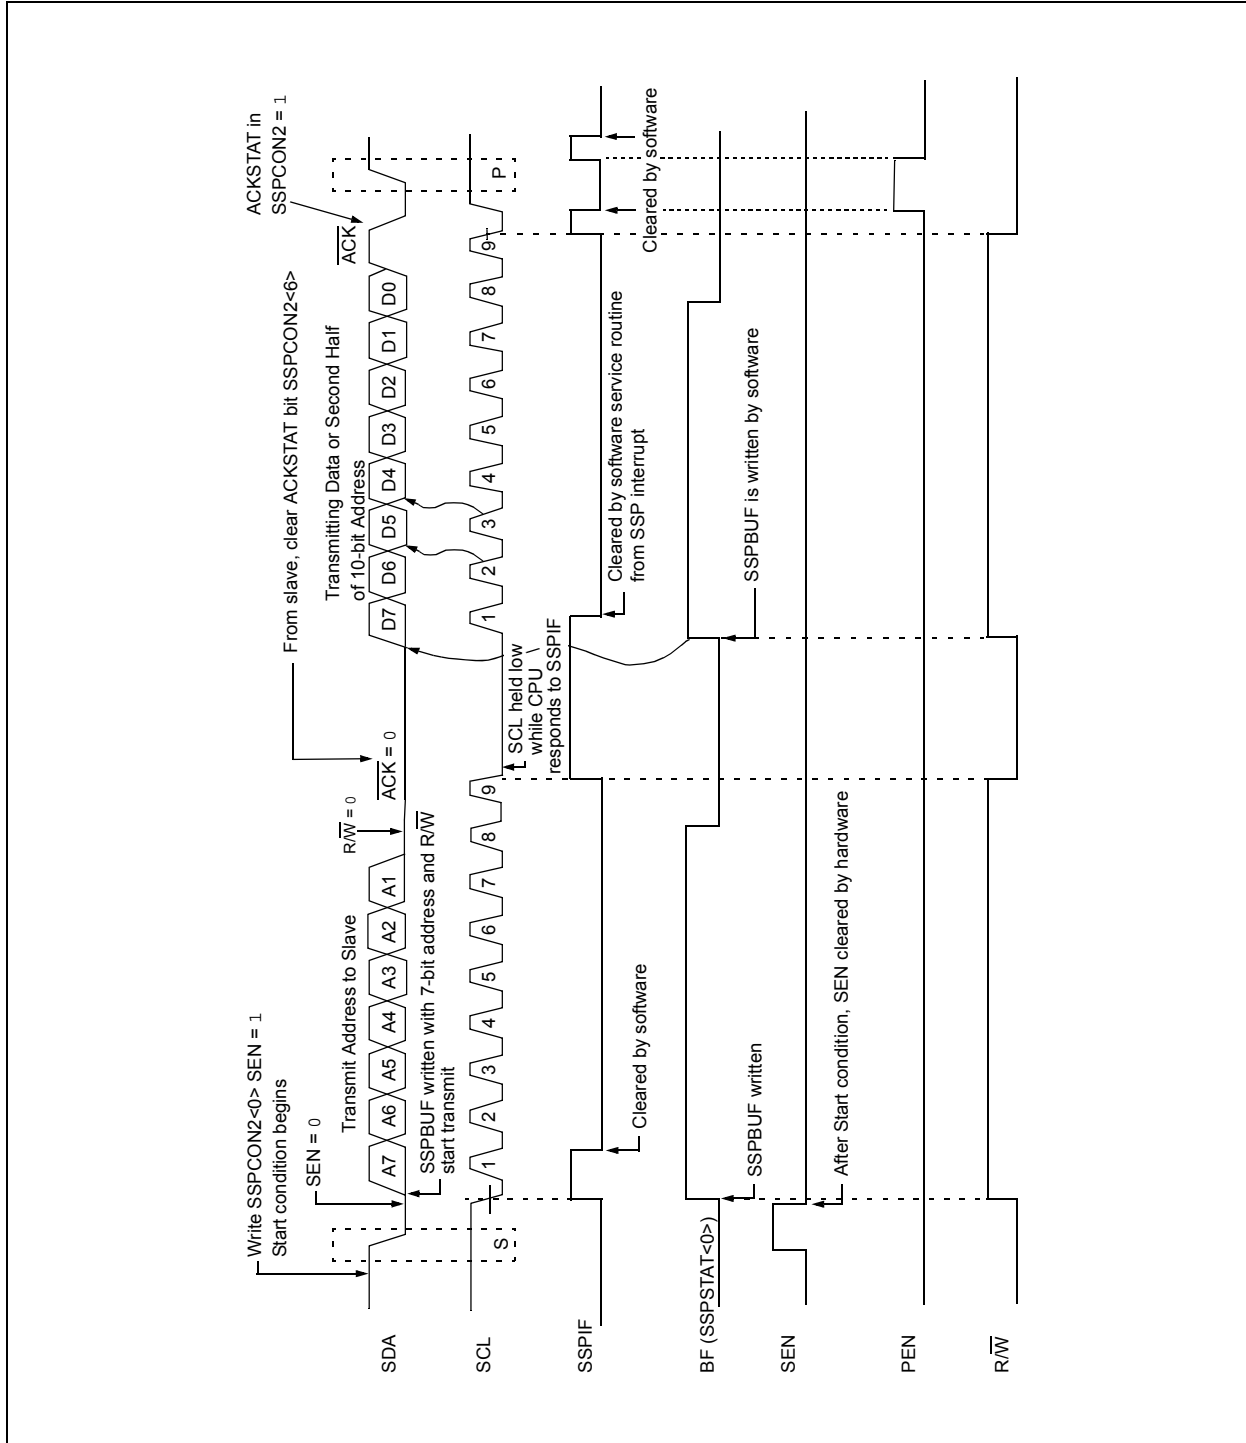 Write SSPCON2<0> SEN = 1
Start condition begins
From slave, clear ACKSTAT bit SSPCON2<6>
ACKSTAT in
SSPCON2 = 1
SEN = 0
Transmit Address to Slave
R/W = 0
Transmitting Data or Second Half
of 10-bit Address
SDA
A7 A6 A5 A4 A3 A2 A1
ACK = 0
D7 D6 D5 D4 D3 D2 D1 D0
ACK
SSPBUF written with 7-bit address and R/W
start transmit
SCL
S
1 2 3 4 5 6 7 8 9
1 2 3 4 5 6 7 8 9
P
SCL held low
while CPU
responds to SSPIF
SSPIF
Cleared by software
Cleared by software service routine
from SSP interrupt
Cleared by software
BF (SSPSTAT<0>)
SSPBUF written
SSPBUF is written by software
SEN
After Start condition, SEN cleared by hardware
PEN
R/W